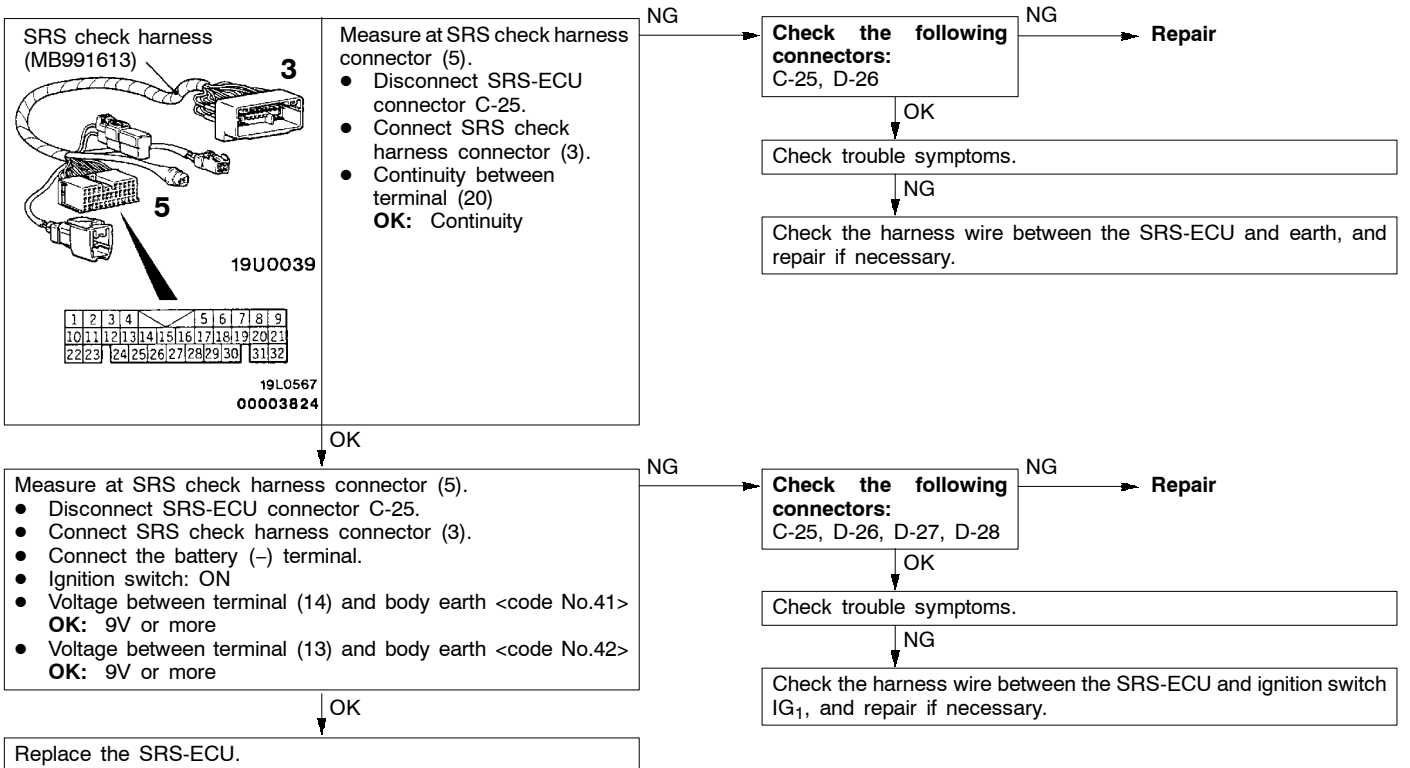 SRS check harness
(MB991613)
3
5
19U0039
1 2 3 4 5 6 7 8 9
10 11 12 13 14 15 16 17 18 19 20 21
22 23 24 25 26 27 28 29 30 31 32
19L0567
00003824
Measure at SRS check harness
connector (5).
● Disconnect SRS-ECU
connector C-25.
● Connect SRS check
harness connector (3).
● Continuity between
terminal (20)
OK: Continuity
NG
Check the following
connectors:
C-25, D-26
NG
Repair
OK
Check trouble symptoms.
NG
Check the harness wire between the SRS-ECU and earth, and
repair if necessary.
OK
Measure at SRS check harness connector (5).
● Disconnect SRS-ECU connector C-25.
● Connect SRS check harness connector (3).
● Connect the battery (–) terminal.
● Ignition switch: ON
● Voltage between terminal (14) and body earth <code No.41>
OK: 9V or more
● Voltage between terminal (13) and body earth <code No.42>
OK: 9V or more
NG
Check the following
connectors:
C-25, D-26, D-27, D-28
NG
Repair
OK
Check trouble symptoms.
NG
Check the harness wire between the SRS-ECU and ignition switch
IG1, and repair if necessary.
OK
Replace the SRS-ECU.